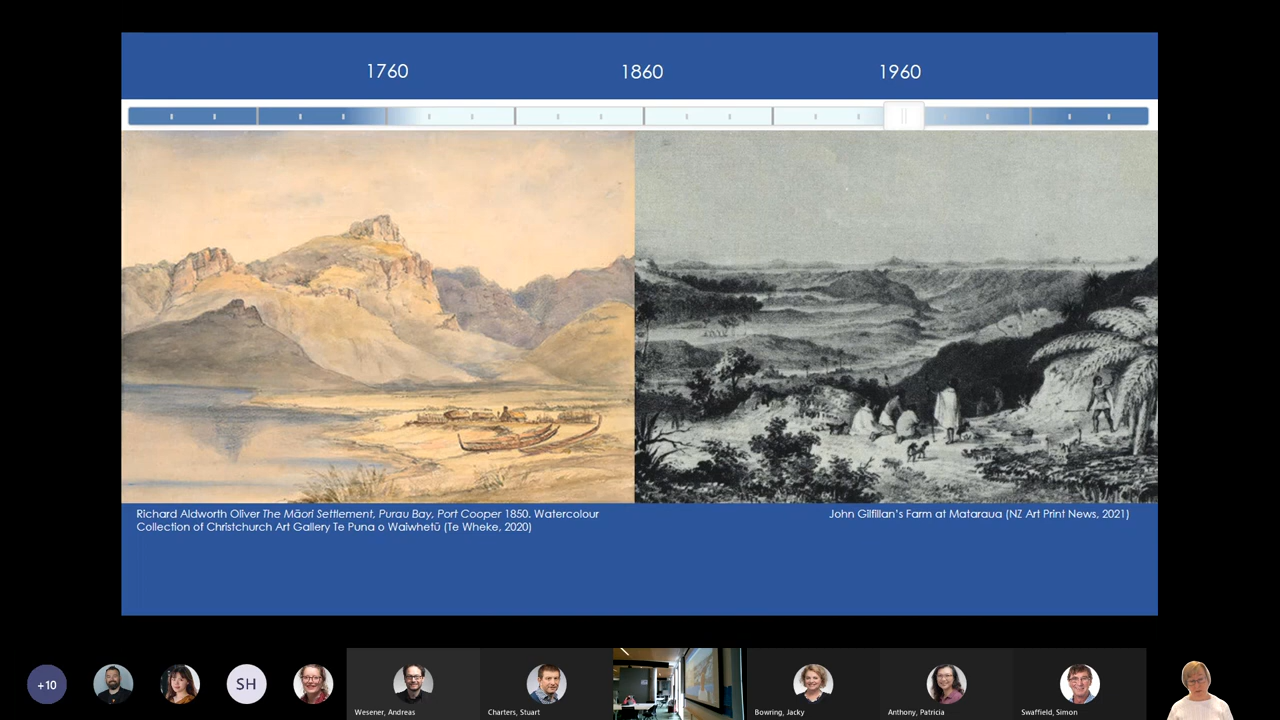 1760
1860
1960
Richard Aldworth Oliver The Māori Settlement, Purau Bay, Port Cooper 1850. Watercolour
Collection of Christchurch Art Gallery Te Puna o Waiwhetū (Te Wheke, 2020)
John Gilfillan's Farm at Mataraua (NZ Art Print News, 2021)
+10
SH
Wesener, Andreas
Charters, Stuart
Bowring, Jacky
Anthony, Patricia
Swaffield, Simon